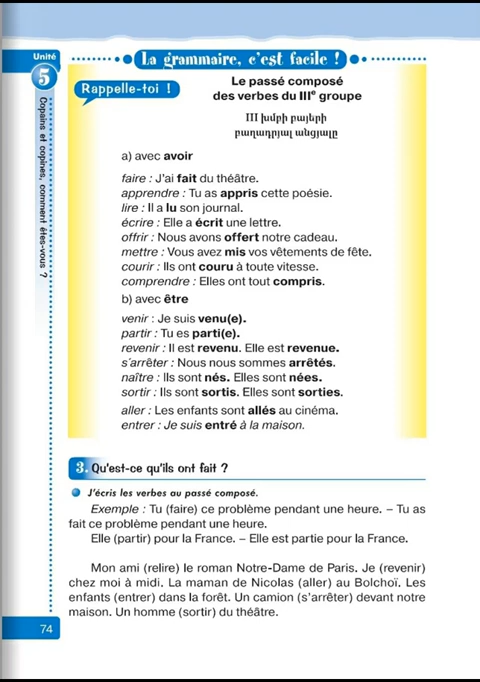 Unité
5
La grammaire, c'est facile !
Copains et copines, comment êtes-vous ?
Rappelle-toi !
Le passé composé
des verbes du IIIe groupe
III խմբի բայերի
բաղադրյալ անցյալը
a) avec avoir
faire : J'ai fait du théâtre.
apprendre : Tu as appris cette poésie.
lire : Il a lu son journal.
écrire : Elle a écrit une lettre.
offrir : Nous avons offert notre cadeau.
mettre : Vous avez mis vos vêtements de fête.
courir : Ils ont couru à toute vitesse.
comprendre : Elles ont tout compris.
b) avec être
venir : Je suis venu(e).
partir : Tu es parti(e).
revenir : Il est revenu. Elle est revenue.
s'arrêter : Nous nous sommes arrêtés.
naître : Ils sont nés. Elles sont nées.
sortir : Ils sont sortis. Elles sont sorties.
aller : Les enfants sont allés au cinéma.
entrer : Je suis entré à la maison.
3. Qu'est-ce qu'ils ont fait ?
J'écris les verbes au passé composé.
Exemple : Tu (faire) ce problème pendant une heure. – Tu as
fait ce problème pendant une heure.
Elle (partir) pour la France. – Elle est partie pour la France.
Mon ami (relire) le roman Notre-Dame de Paris. Je (revenir)
chez moi à midi. La maman de Nicolas (aller) au Bolchoï. Les
enfants (entrer) dans la forêt. Un camion (s'arrêter) devant notre
maison. Un homme (sortir) du théâtre.
74